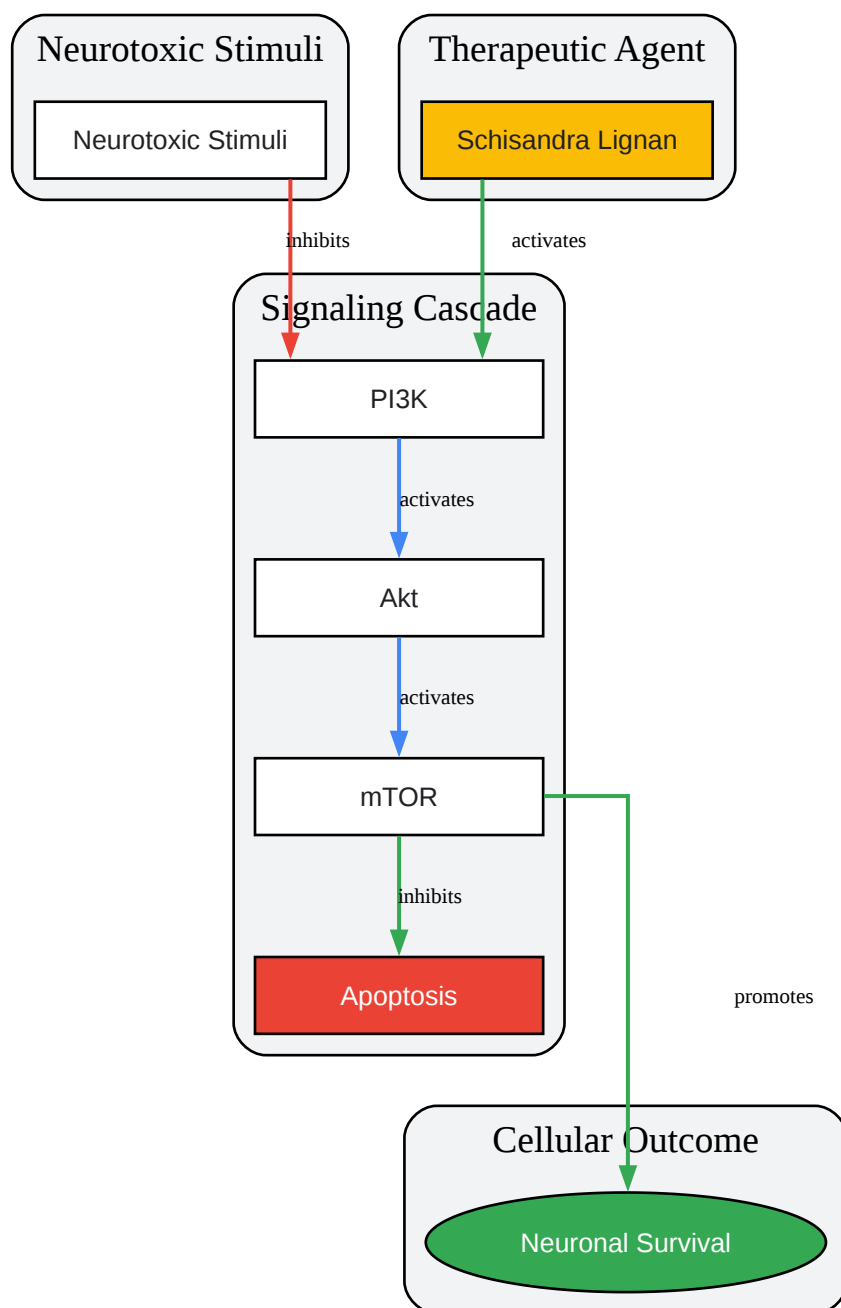 Neurotoxic Stimuli
Therapeutic Agent
Neurotoxic Stimuli
Schisandra Lignan
inhibits
activates
Signaling Cascade
PI3K
activates
Akt
activates
mTOR
inhibits
Apoptosis
promotes
Cellular Outcome
Neuronal Survival